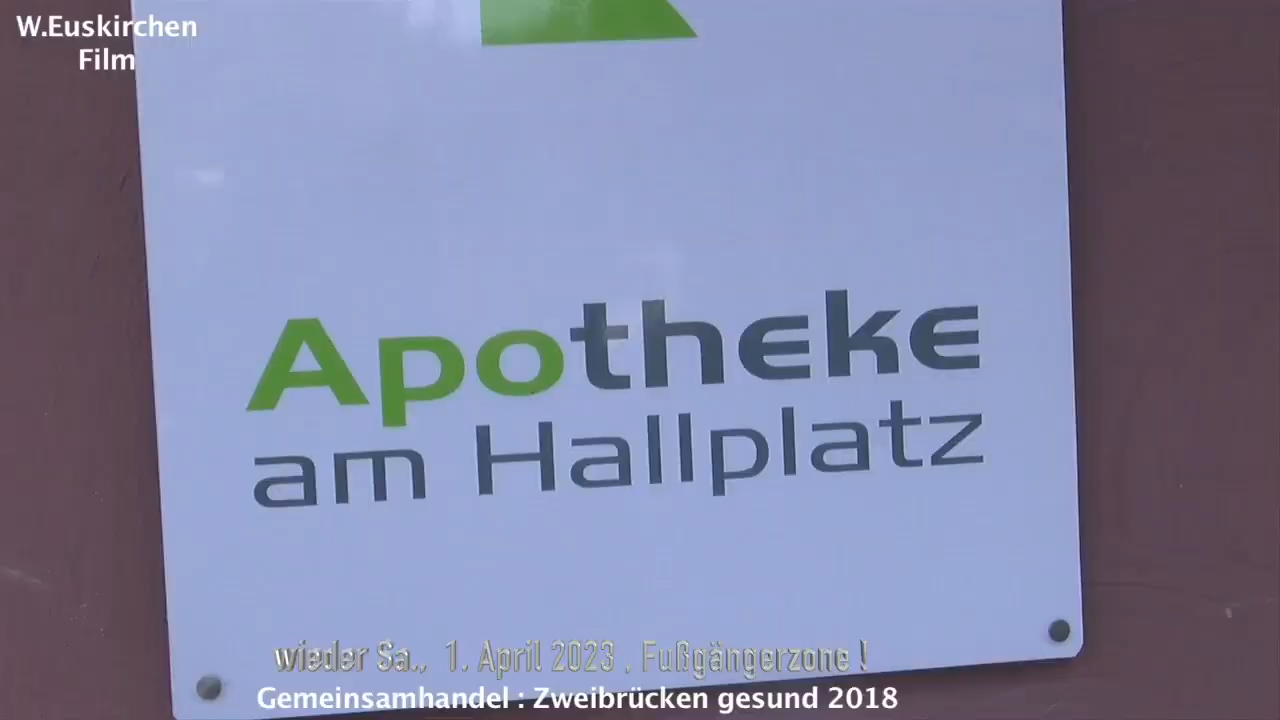 W.Euskirchen
Film
Apotheke
am Hallplatz
wieder Sa., 1. April 2023 , Fußgängerzone !
Gemeinsamhandel : Zweibrücken gesund 2018